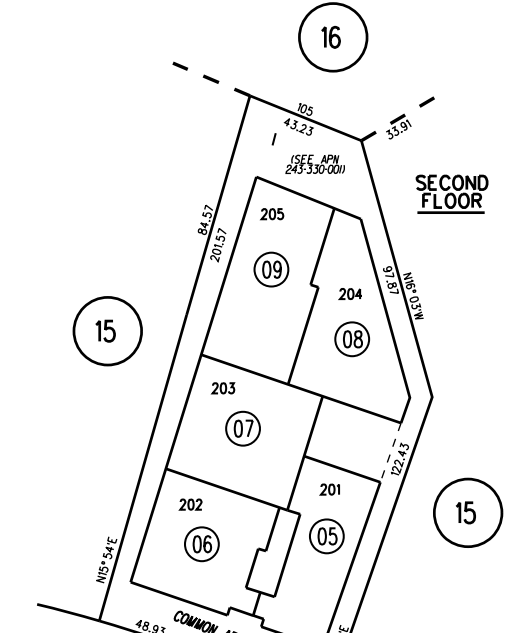 16
105
43.23
33.91
I
(SEE APN
243-330-001)
SECOND
FLOOR
84.57
201.57
205
09
97.87
N16° 03'W
204
08
15
203
07
122.43
202
06
201
05
15
N15° 54'E
48.93
COMMON
'E